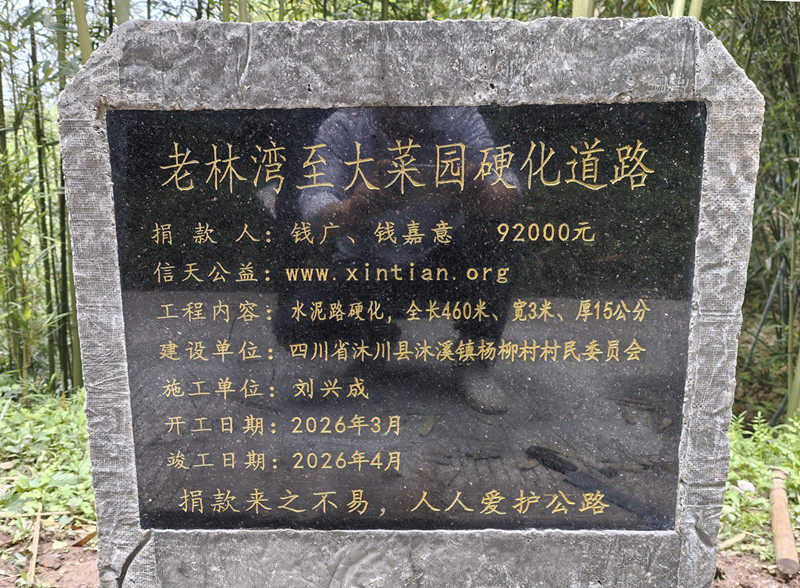 老林湾至大菜园硬化道路
捐款人：钱广、钱嘉意 92000元
信天公益：www.xintian.org
工程内容：水泥路硬化，全长460米、宽3米、厚15公分
建设单位：四川省沐川县沐溪镇杨柳村村民委员会
施工单位：刘兴成
开工日期：2026年3月
竣工日期：2026年4月
捐款来之不易，人人爱护公路